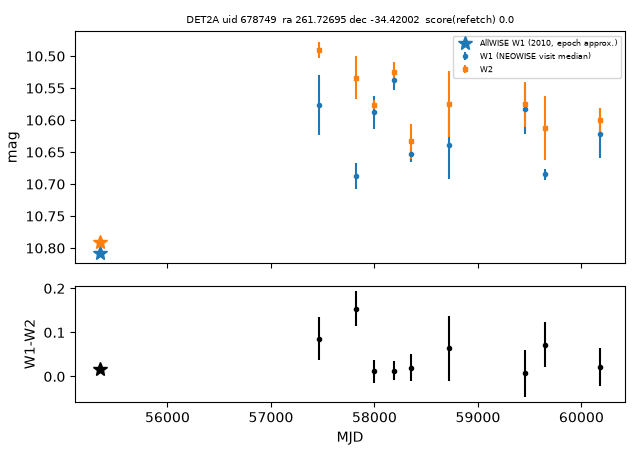 DET2A uid 678749  ra 261.72695 dec -34.42002  score(refetch) 0.0
AllWISE W1 (2010, epoch approx.)
W1 (NEOWISE visit median)
W2
mag
10.50
10.55
10.60
10.65
10.70
10.75
10.80
W1-W2
0.2
0.1
0.0
56000 57000 58000 59000 60000
MJD